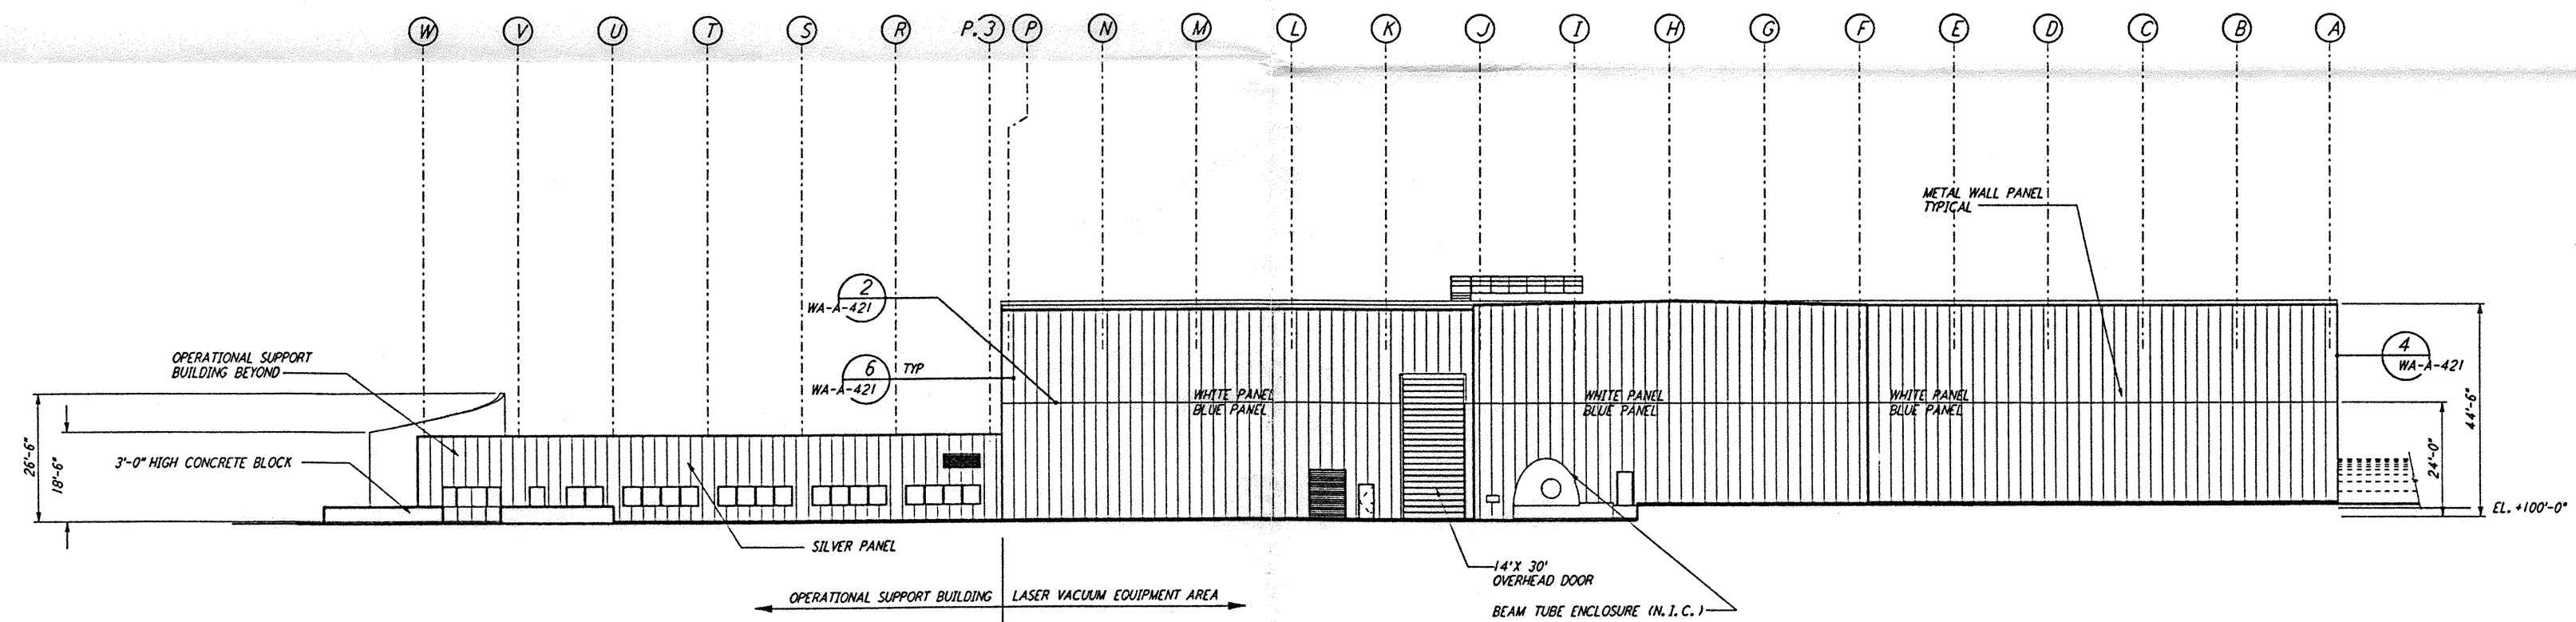 W V U T S R P.3 P N M L K J I H G F E D C B A
METAL WALL PANEL
TYPICAL
2
WA-A-421
6 TYP
WA-A-421
4
WA-A-421
OPERATIONAL SUPPORT
BUILDING BEYOND
WHITE PANEL
BLUE PANEL
WHITE PANEL
BLUE PANEL
WHITE PANEL
BLUE PANEL
44'-6"
24'-0"
26'-6"
18'-6"
3'-0" HIGH CONCRETE BLOCK
EL. +100'-0"
SILVER PANEL
14'X 30'
OVERHEAD DOOR
OPERATIONAL SUPPORT BUILDING LASER VACUUM EQUIPMENT AREA
BEAM TUBE ENCLOSURE (N.I.C.)